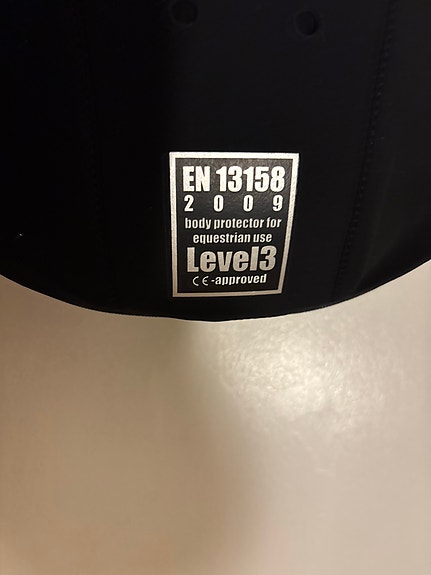 EN 13158
2 0 0 9
body protector for
equestrian use
Level3
CE-approved